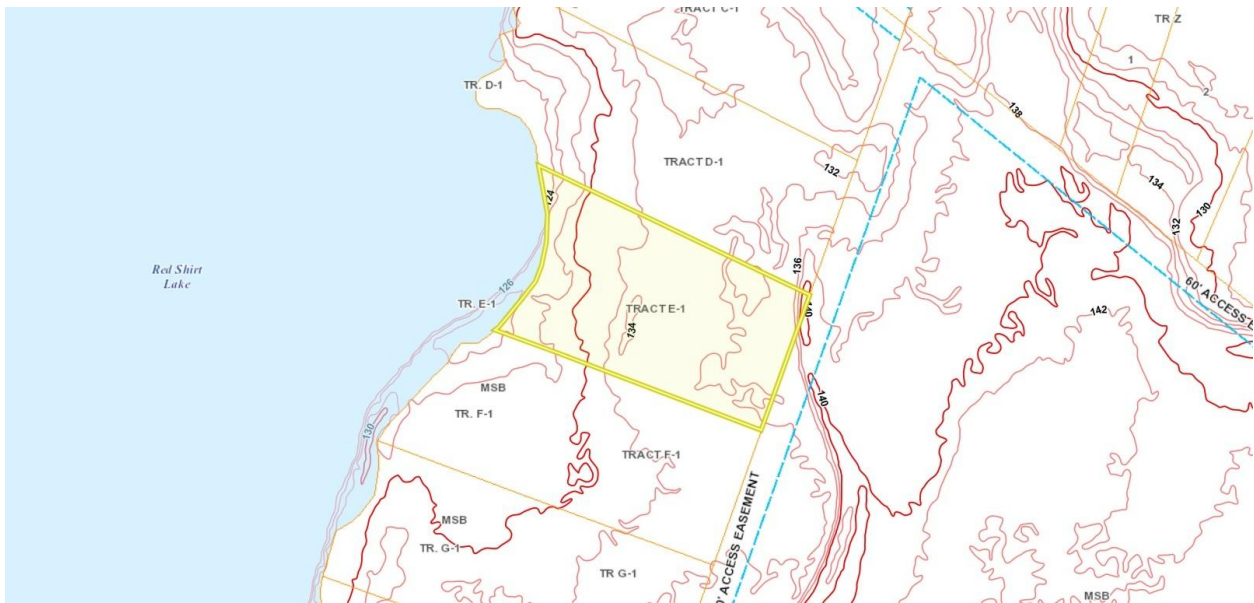 TRACT C-1
TR Z
1
2
TR. D-1
138
TRACT D-1
132
134
130
124
132
136
Red Shirt
Lake
126
60' ACCESS E
TR. E-1
TRACT E-1
140
142
134
MSB
140
TR. F-1
130
TRACT F-1
MSB
TR. G-1
TR G-1
0' ACCESS EASEMENT
MSB